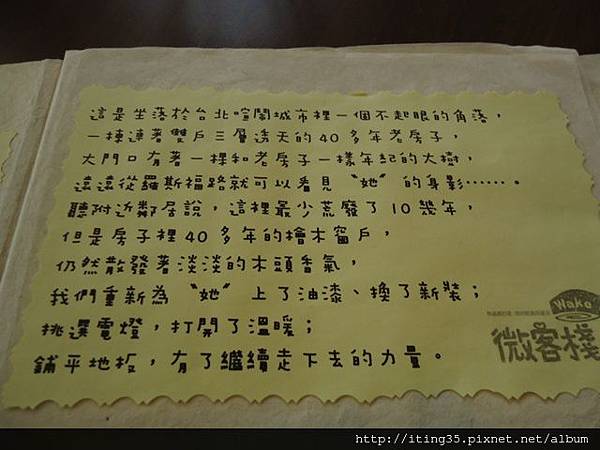 這是坐落於台北喧鬧城市裡一個不起眼的角落，
一棟連著雙戶三層透天的40多年老房子，
大門口有著一棵和老房子一樣年紀的大樹，
遠遠從羅斯福路就可以看見〝她〞的身影……。
聽附近鄰居說，這裡最少荒廢了10幾年，
但是房子裡40多年的檜木窗戶，
仍然散發著淡淡的木頭香氣，
我們重新為〝她〞上了油漆、換了新裝；
挑選電燈，打開了溫暖；
鋪平地板，有了繼續走下去的力量。
Wake
微客棧
http://iting35.pixnet.net/album